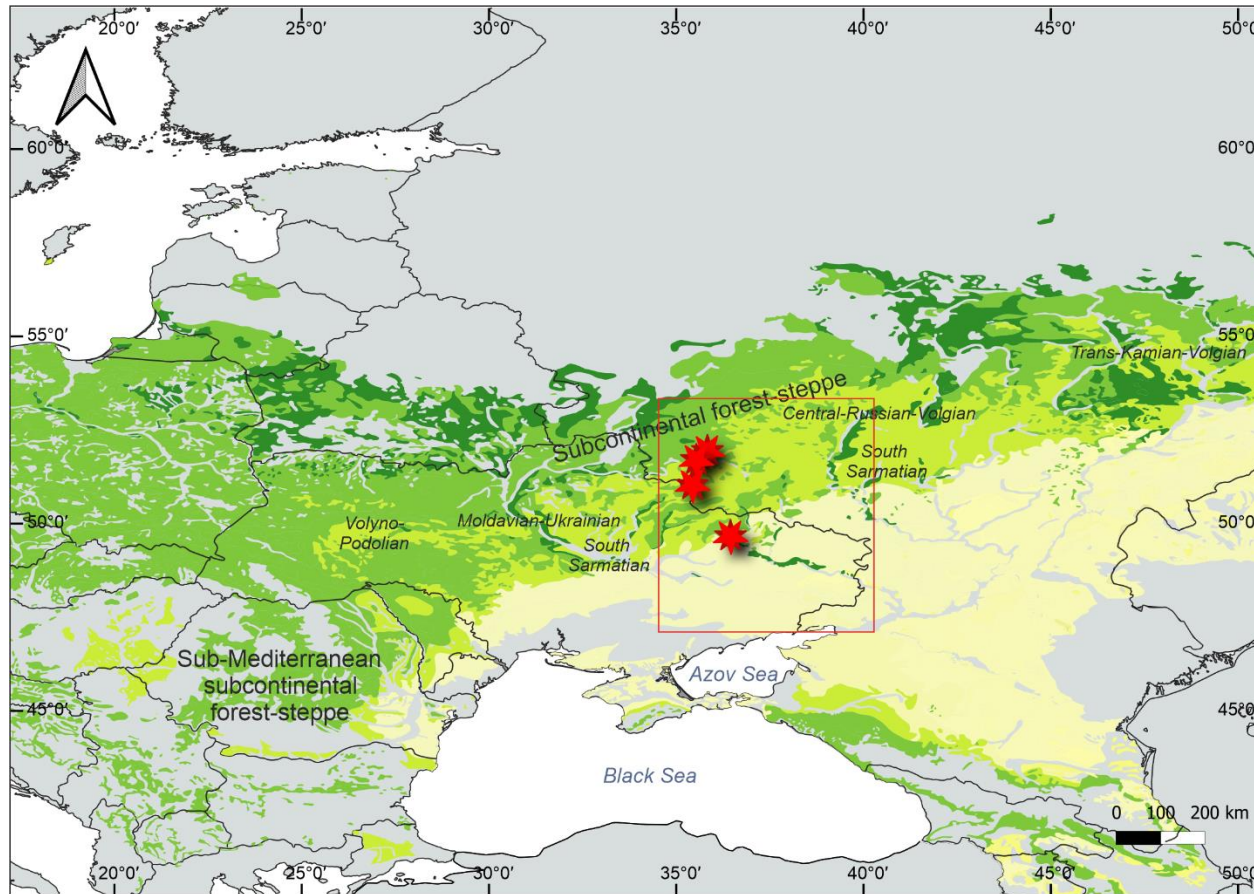 20°0' 25°0' 30°0' 35°0' 40°0' 45°0' 50°0'
60°0' 60°0'
55°0' 55°0'
Trans-Kamian-Volgian
Subcontinental forest-steppe
Central-Russian-Volgian
South
Sarmatian
50°0' 50°0'
Volyno-
Podolian
Moldavian-Ukrainian
South
Sarmatian
Sub-Mediterranean
subcontinental
forest-steppe
Azov Sea
45°0' 45°0'
Black Sea
0 100 200 km
20°0' 25°0' 30°0' 35°0' 40°0' 45°0' 50°0'